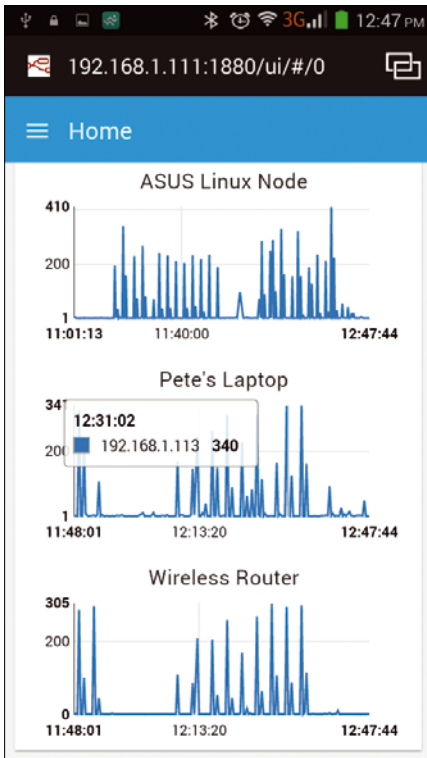 3G 12:47 PM
192.168.1.111:1880/ui/#/0
Home
ASUS Linux Node
410
200
1
11:01:13 11:40:00 12:47:44
Pete's Laptop
341
12:31:02
192.168.1.113 340
200
1
11:48:01 12:13:20 12:47:44
Wireless Router
305
200
0
11:48:01 12:13:20 12:47:44